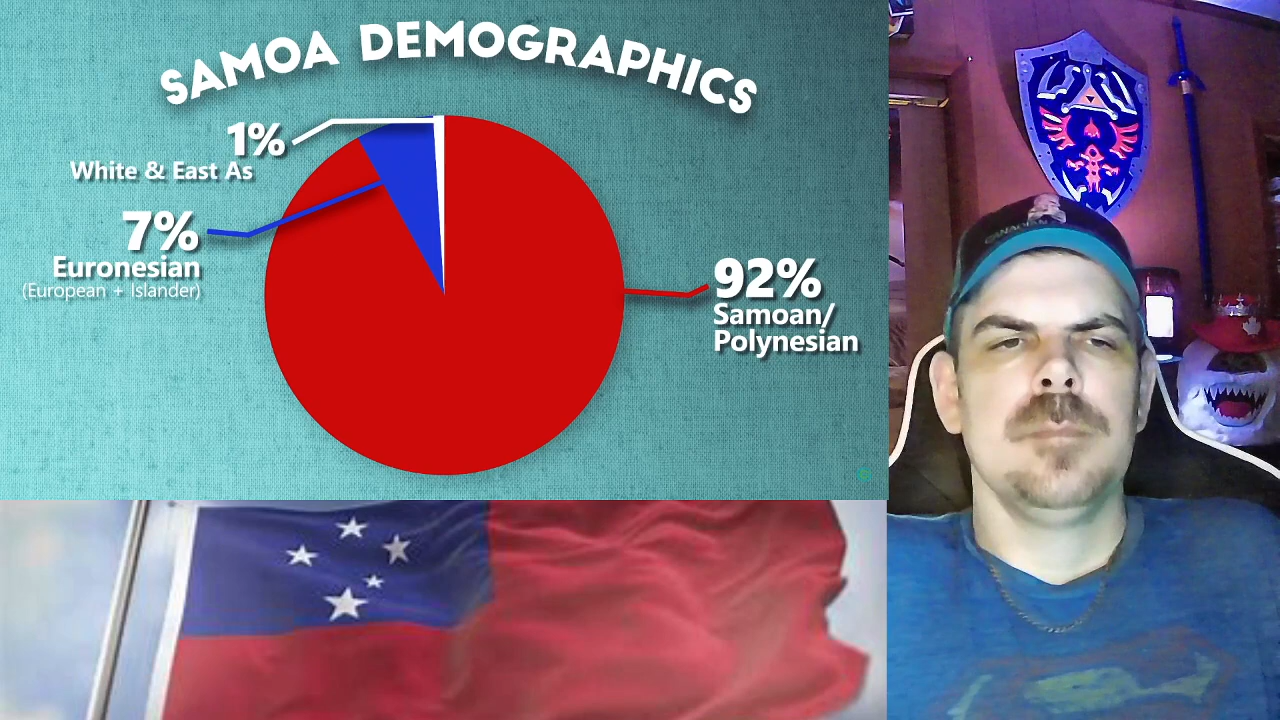 SAMOA DEMOGRAPHICS
1%
White & East As
7%
Euronesian
(European + Islander)
92%
Samoan/
Polynesian